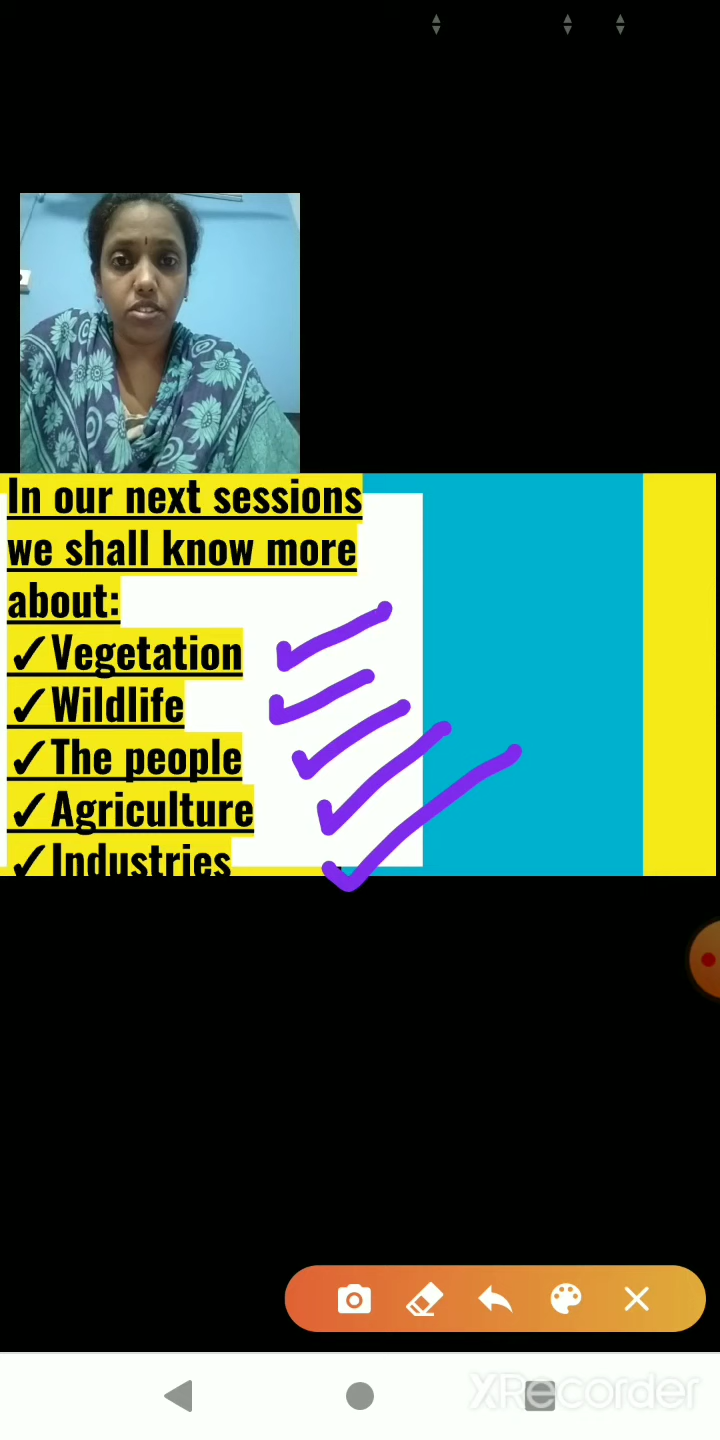 In our next sessions
we shall know more
about:
✓Vegetation
✓Wildlife
✓The people
✓Agriculture
✓Industries
XRecorder